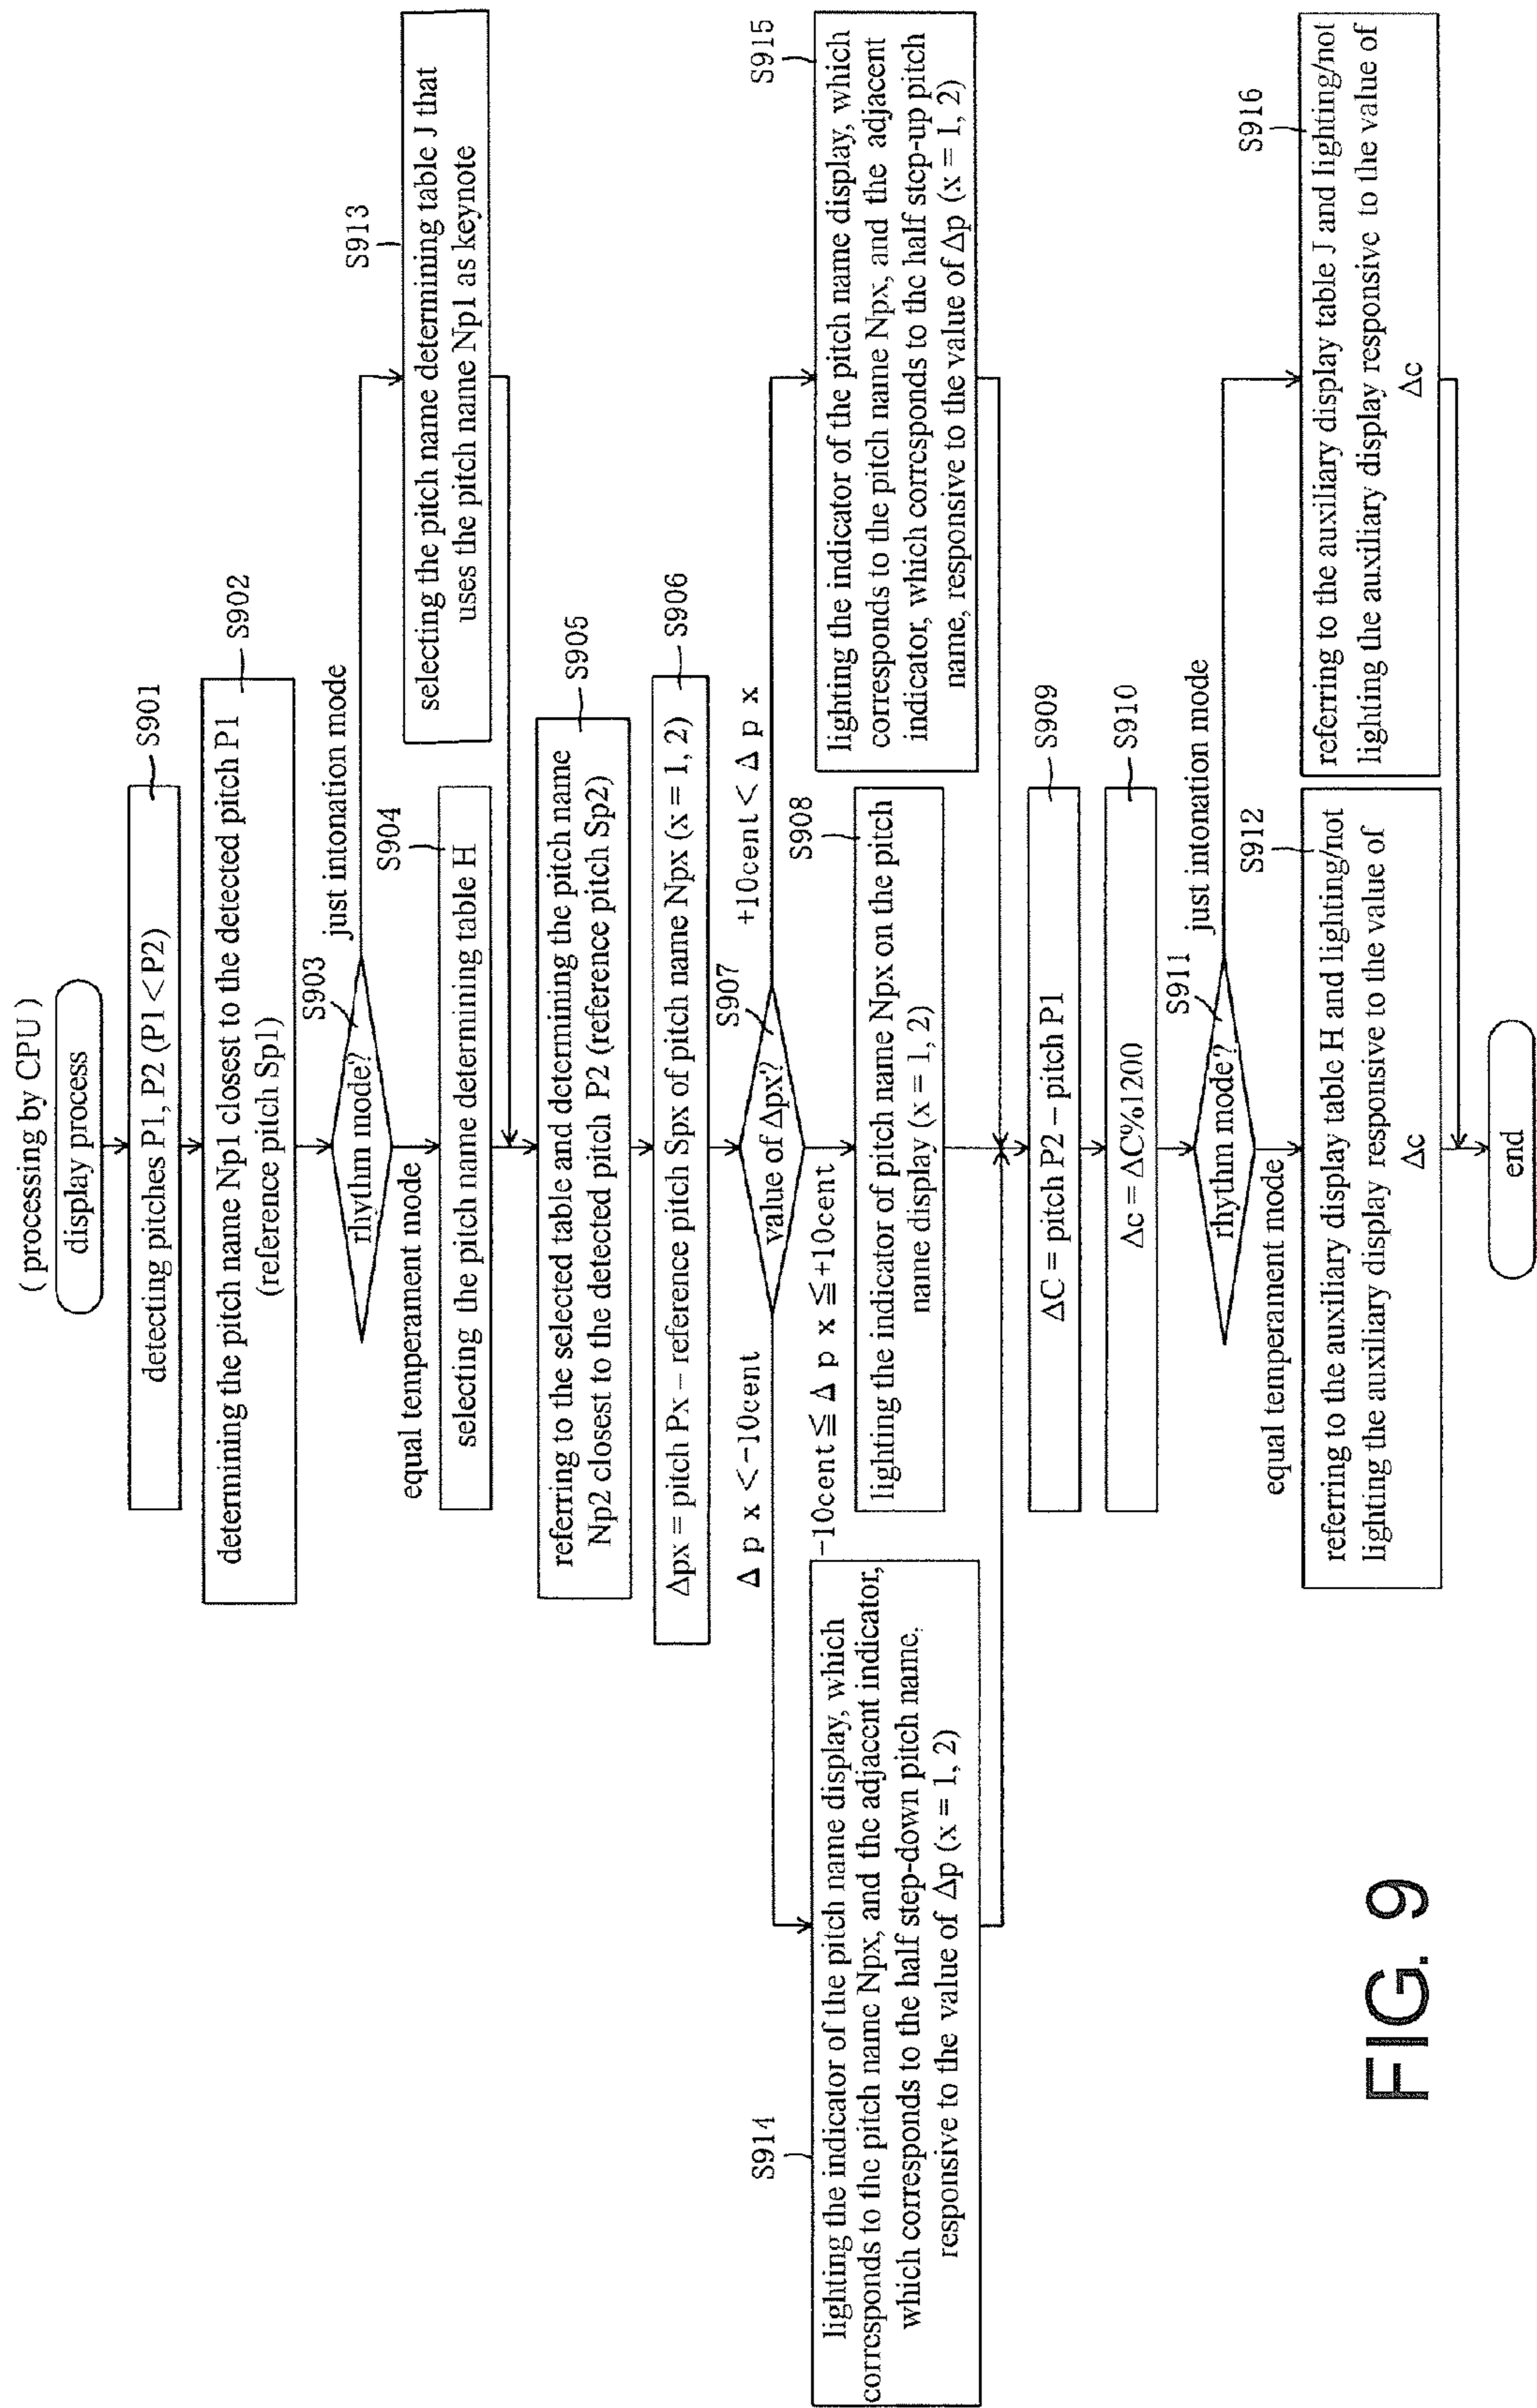 ( processing by CPU )
display process
S901
detecting pitches P1, P2 (P1 < P2)
S902
determining the pitch name Np1 closest to the detected pitch P1
(reference pitch Sp1)
S903
rhythm mode?
just intonation mode
equal temperament mode
S904
selecting the pitch name determining table H
S913
selecting the pitch name determining table J that
uses the pitch name Np1 as keynote
S905
referring to the selected table and determining the pitch name
Np2 closest to the detected pitch P2 (reference pitch Sp2)
S906
Δpx = pitch Px – reference pitch Spx of pitch name Npx (x = 1, 2)
S907
value of Δpx?
Δ p x < -10cent
-10cent ≦ Δ p x ≦ +10cent
+10cent < Δ p x
S914
lighting the indicator of the pitch name display, which
corresponds to the pitch name Npx, and the adjacent indicator,
which corresponds to the half step-down pitch name,
responsive to the value of Δp (x = 1, 2)
S908
lighting the indicator of pitch name Npx on the pitch
name display (x = 1, 2)
S915
lighting the indicator of the pitch name display, which
corresponds to the pitch name Npx, and the adjacent
indicator, which corresponds to the half step-up pitch
name, responsive to the value of Δp (x = 1, 2)
S909
ΔC = pitch P2 – pitch P1
S910
Δc = ΔC%1200
S911
rhythm mode?
just intonation mode
equal temperament mode
S912
referring to the auxiliary display table H and lighting/not
lighting the auxiliary display responsive to the value of
Δc
S916
referring to the auxiliary display table J and lighting/not
lighting the auxiliary display responsive to the value of
Δc
end
FIG. 9